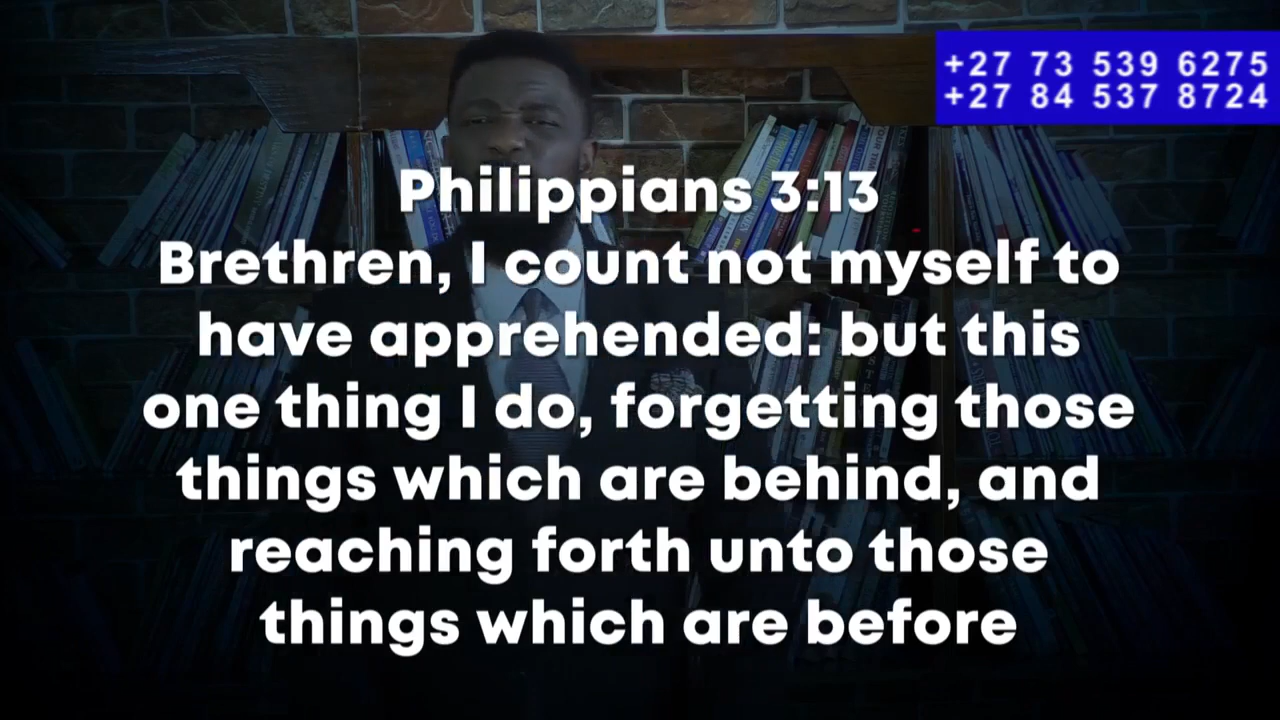 +27 73 539 6275
+27 84 537 8724
Philippians 3:13
Brethren, I count not myself to
have apprehended: but this
one thing I do, forgetting those
things which are behind, and
reaching forth unto those
things which are before